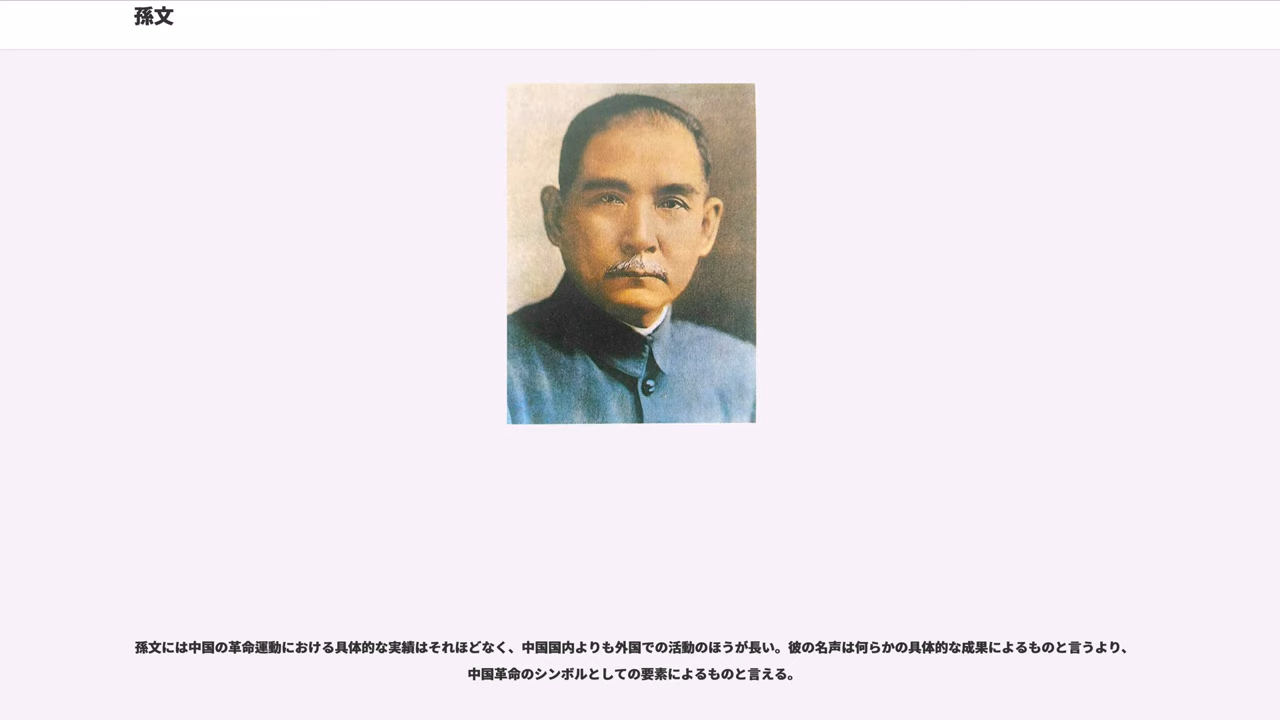 孫文
孫文には中国の革命運動における具体的な実績はそれほどなく、中国国内よりも外国での活動のほうが長い。彼の名声は何らかの具体的な成果によるものと言うより、
中国革命のシンボルとしての要素によるものと言える。